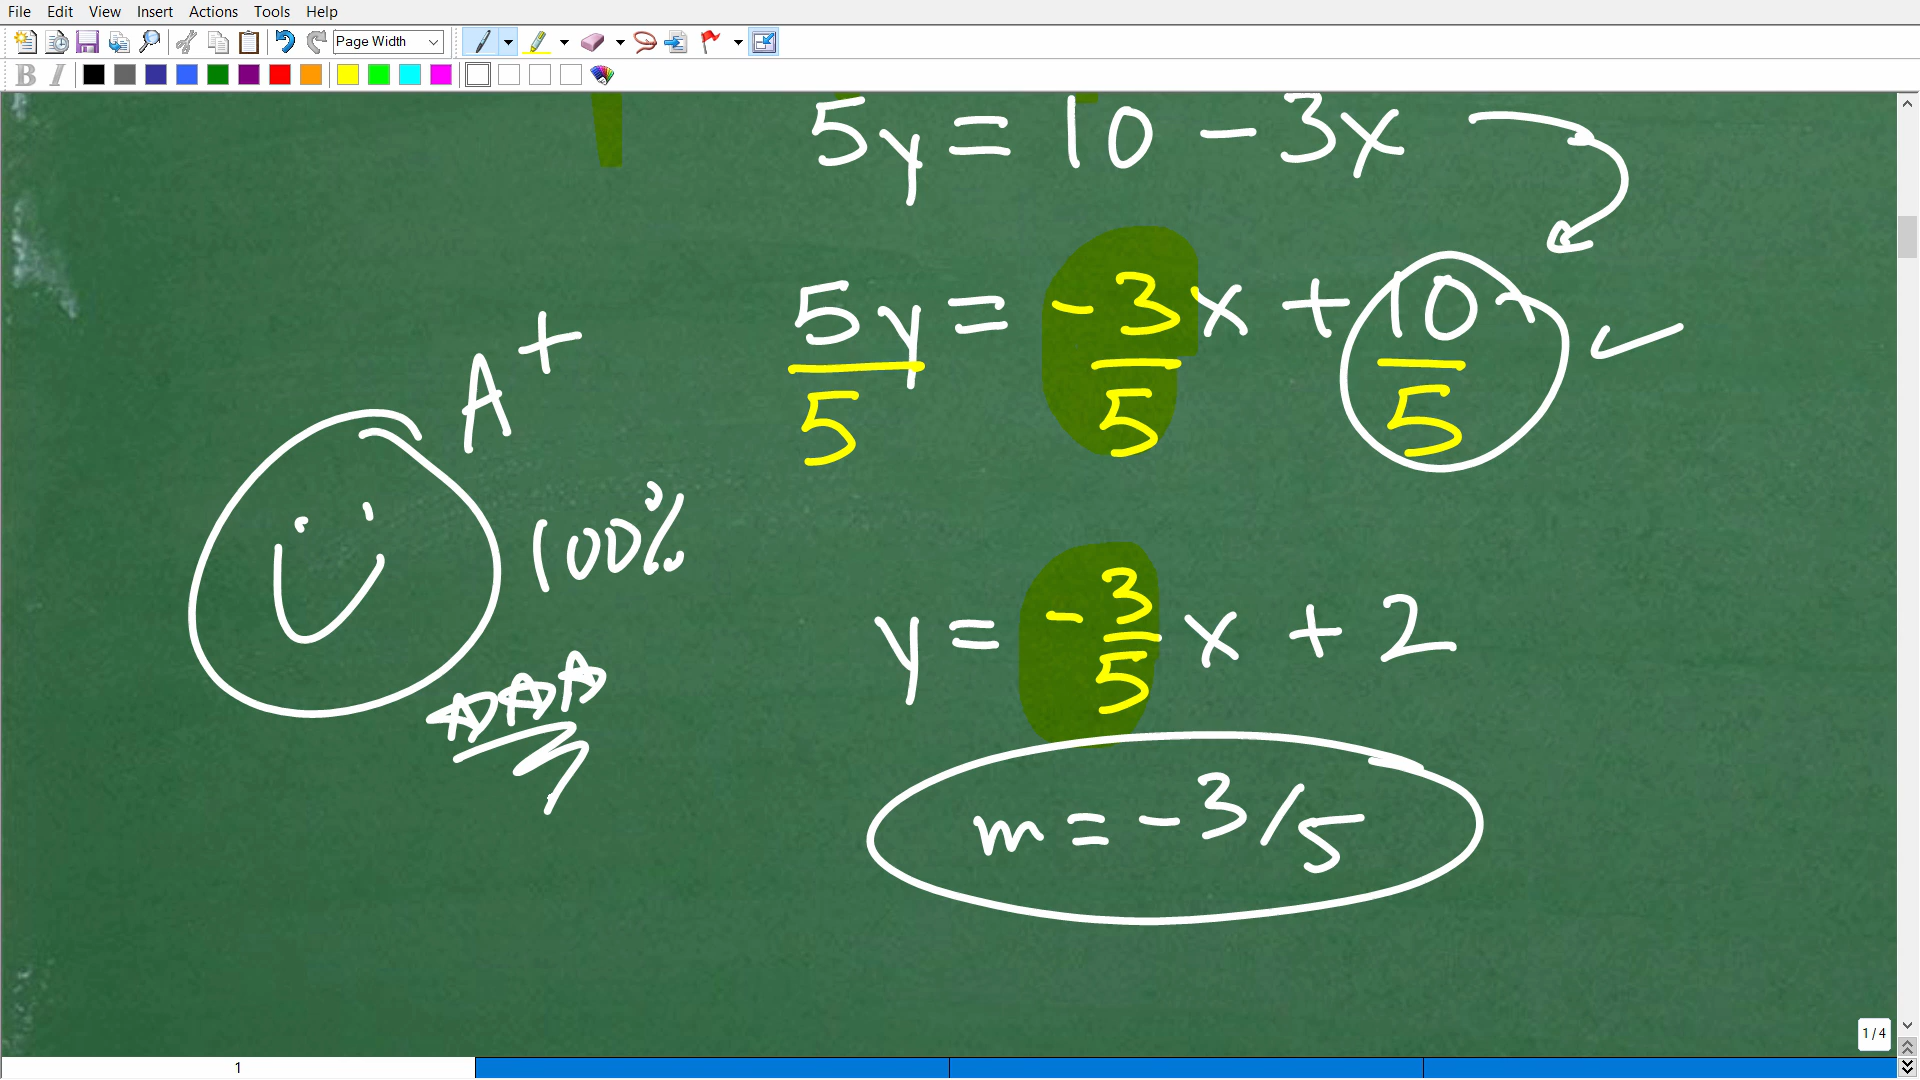 File Edit View Insert Actions Tools Help
Page Width
B I
5y = 10 - 3x
5y/5 = -3/5 x + 10/5
A+
100%
y = -3/5 x + 2
m = -3/5
1 / 4
1